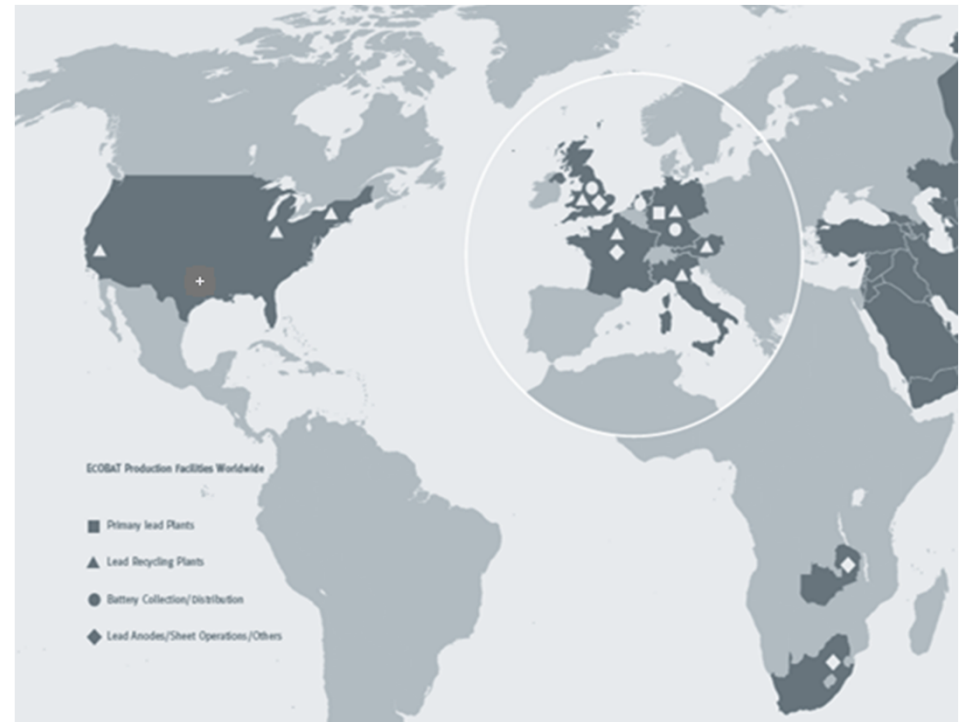 ECOBAT Production Facilities Worldwide
Primary lead Plants
Lead Recycling Plants
Battery Collection/Distribution
Lead Anodes/Sheet Operations/Others